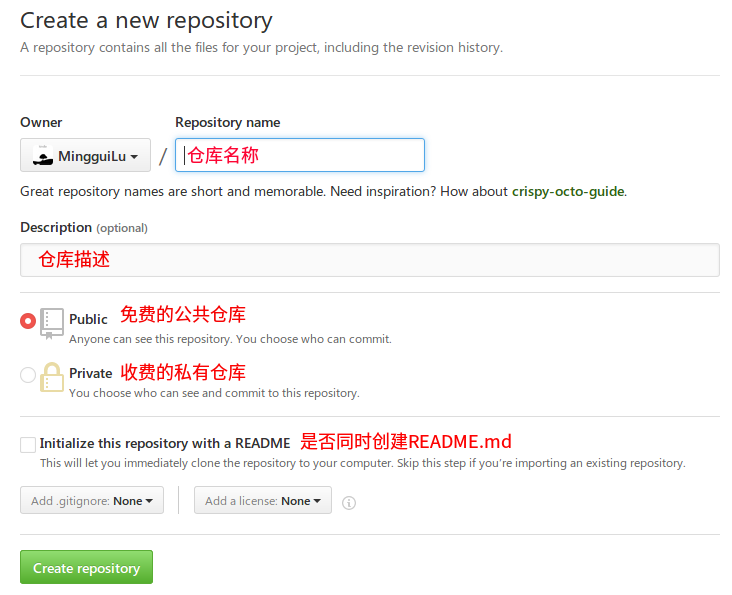 Create a new repository
A repository contains all the files for your project, including the revision history.
Owner Repository name
MingguiLu / 仓库名称
Great repository names are short and memorable. Need inspiration? How about crispy-octo-guide.
Description (optional)
仓库描述
Public 免费的公共仓库
Anyone can see this repository. You choose who can commit.
Private 收费的私有仓库
You choose who can see and commit to this repository.
Initialize this repository with a README 是否同时创建README.md
This will let you immediately clone the repository to your computer. Skip this step if you're importing an existing repository.
Add .gitignore: None Add a license: None
Create repository